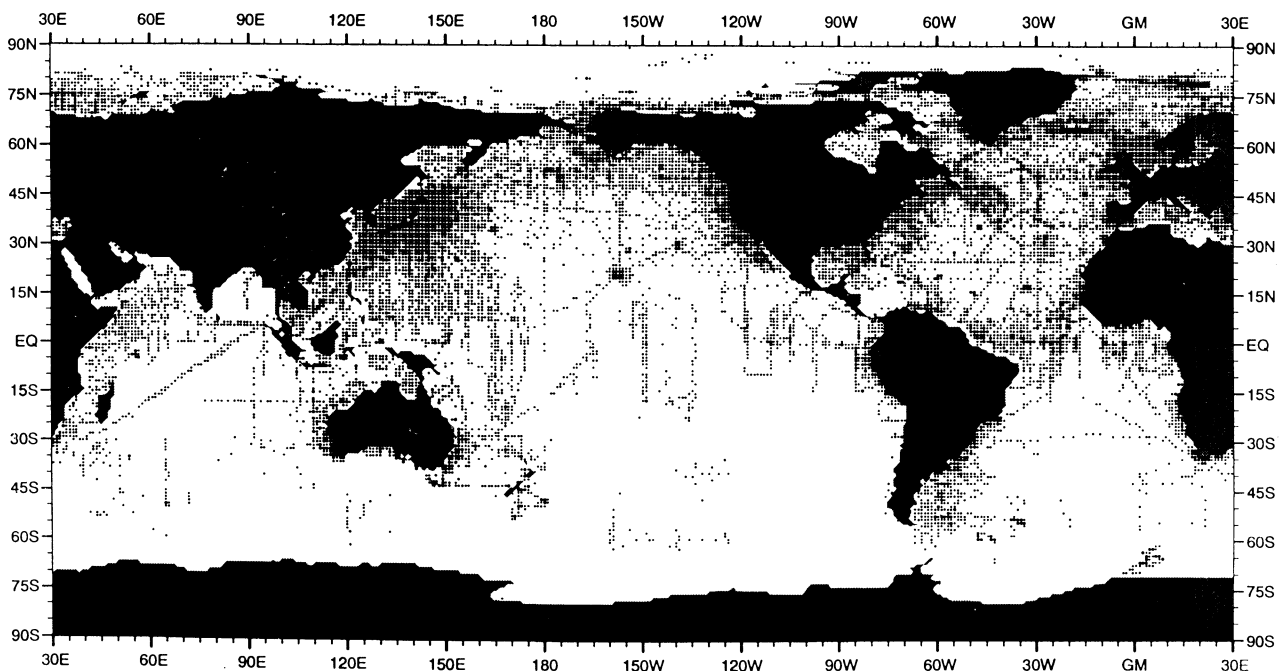 30E 60E 90E 120E 150E 180 150W 120W 90W 60W 30W GM 30E
90N 90N
75N 75N
60N 60N
45N 45N
30N 30N
15N 15N
EQ EQ
15S 15S
30S 30S
45S 45S
60S 60S
75S 75S
90S 90S
30E 60E 90E 120E 150E 180 150W 120W 90W 60W 30W GM 30E